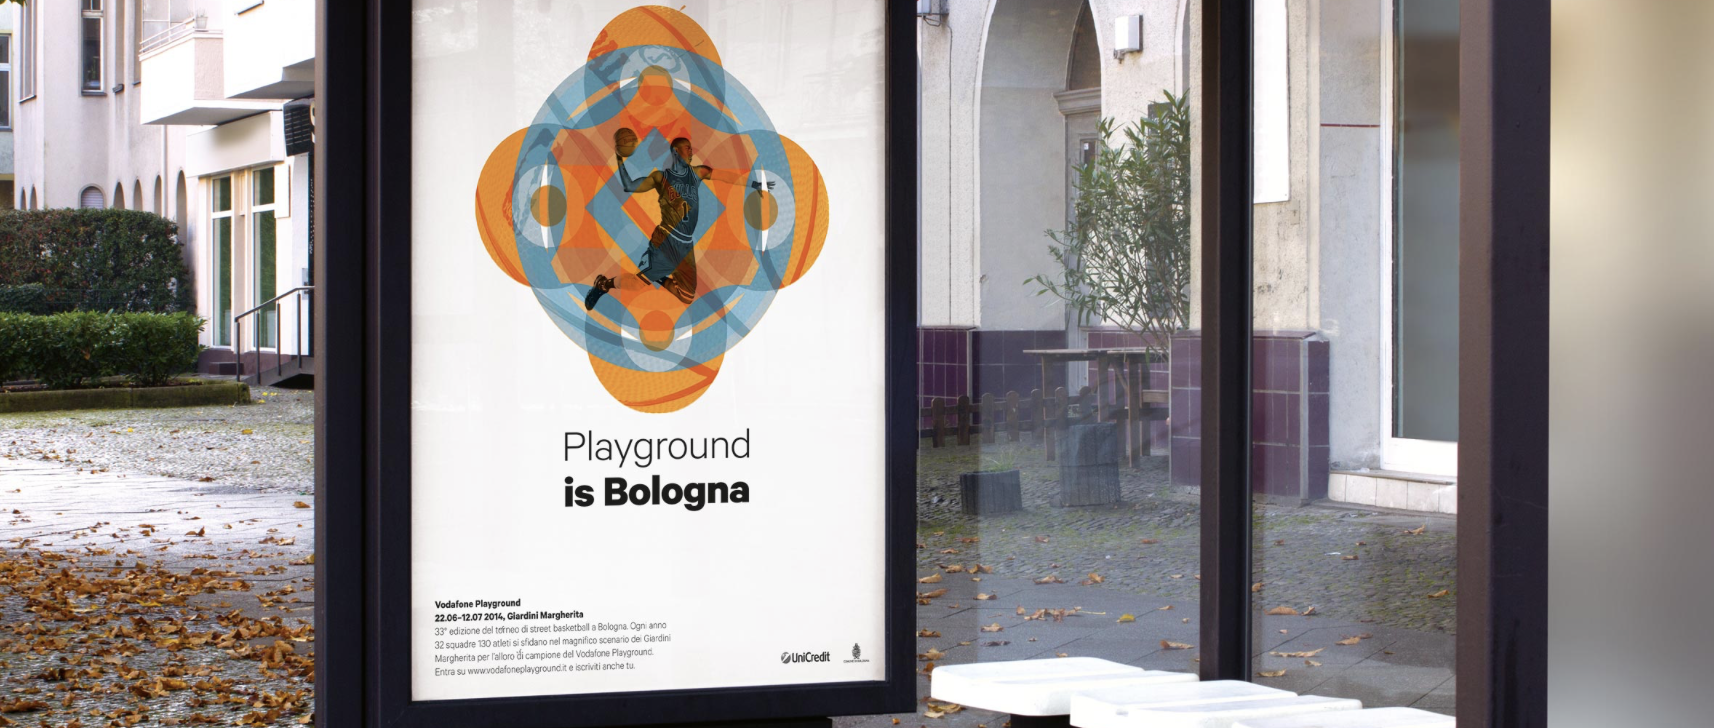 BULLS
1
Playground
is Bologna
Vodafone Playground
22.06–12.07 2014, Giardini Margherita
33° edizione del torneo di street basketball a Bologna. Ogni anno
32 squadre 130 atleti si sfidano nel magnifico scenario dei Giardini
Margherita per l'alloro di campione del Vodafone Playground.
Entra su www.vodafoneplayground.it e iscriviti anche tu.
UniCredit